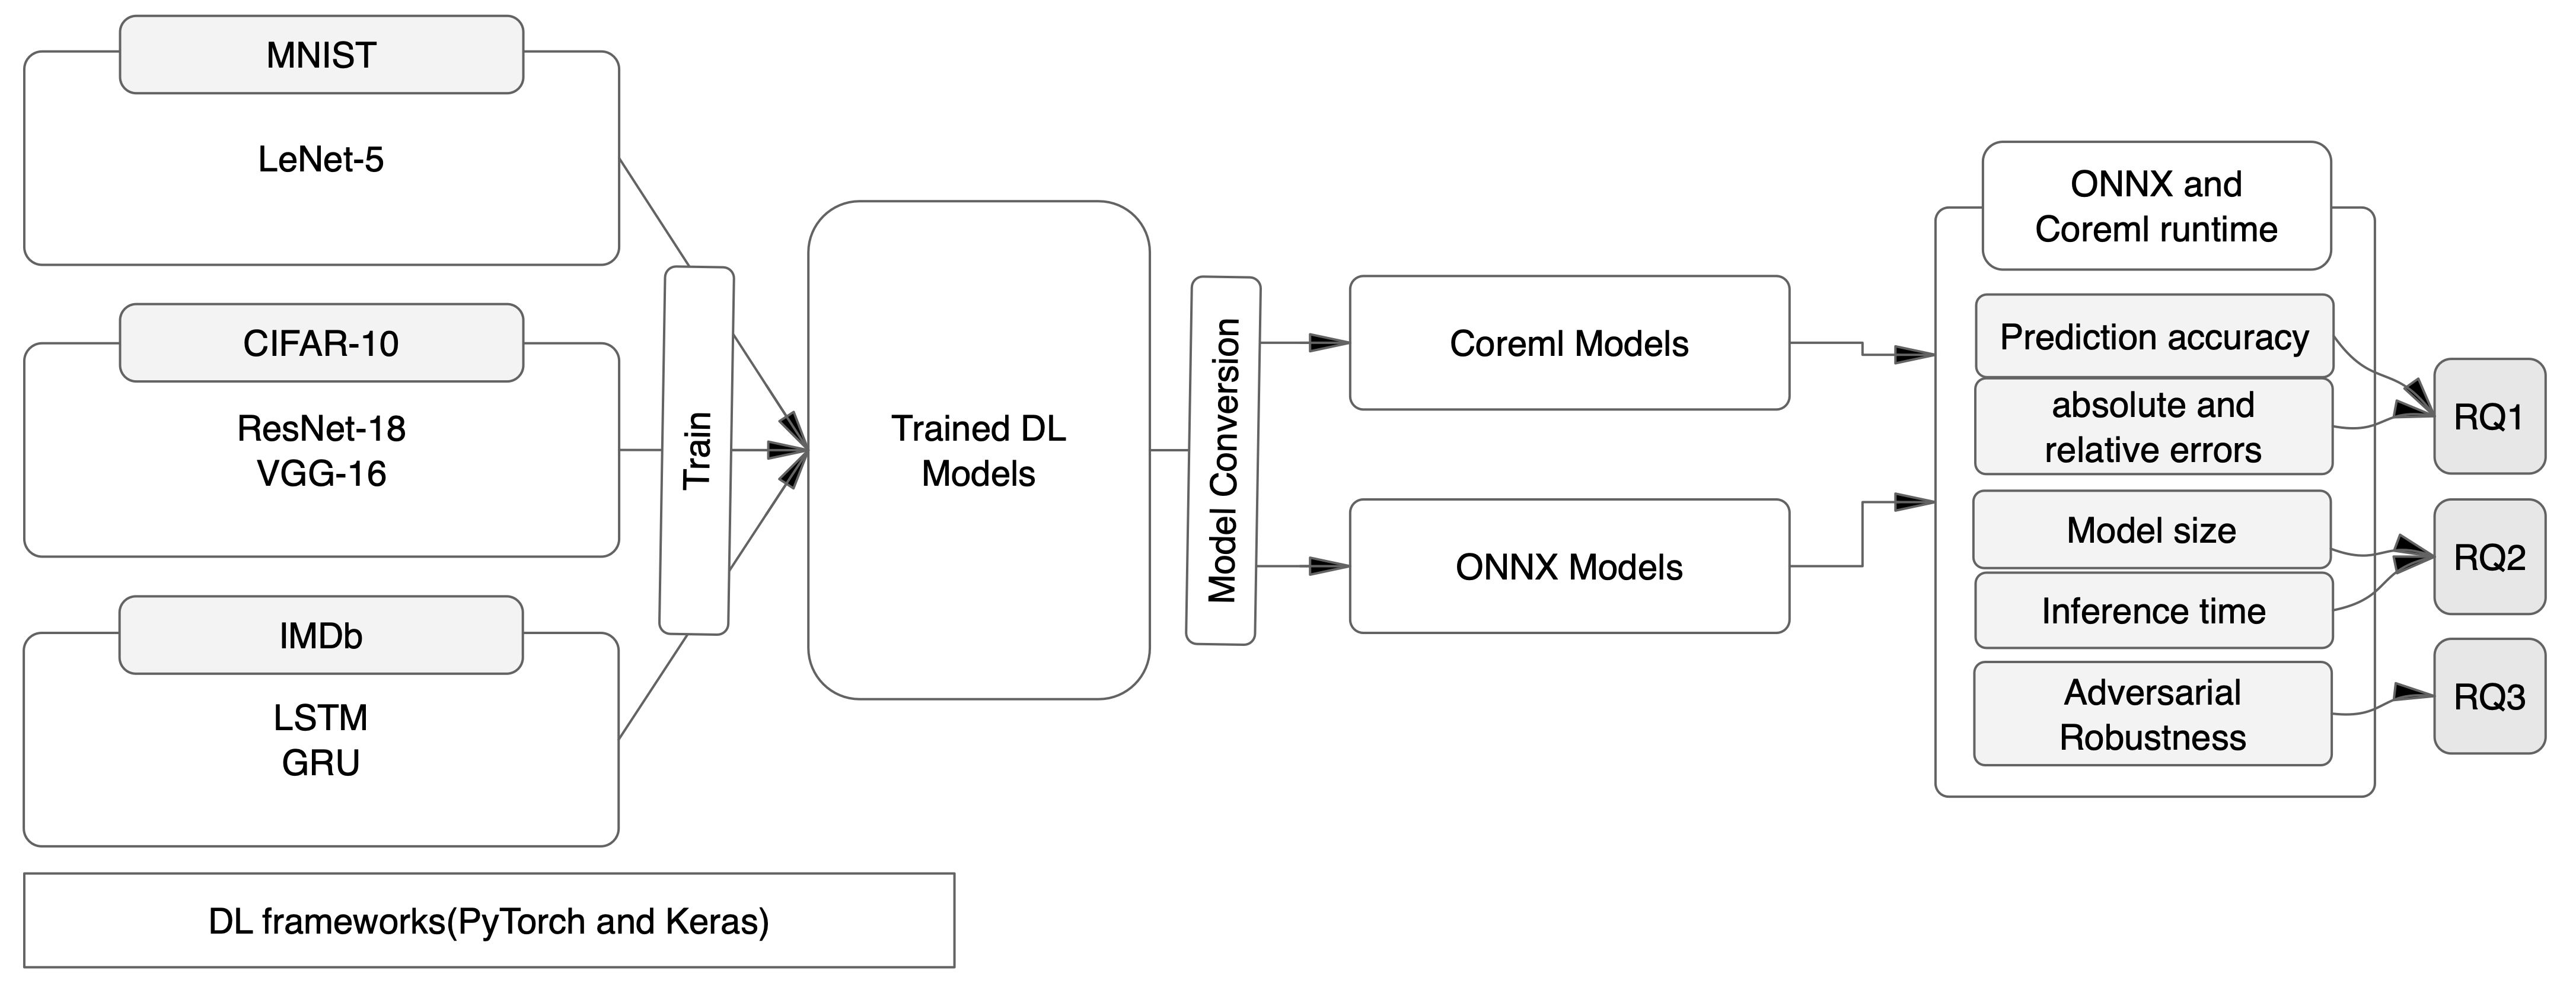 MNIST
LeNet-5
CIFAR-10
ResNet-18
VGG-16
IMDb
LSTM
GRU
DL frameworks(PyTorch and Keras)
Train
Trained DL
Models
Model Conversion
Coreml Models
ONNX Models
ONNX and
Coreml runtime
Prediction accuracy
absolute and
relative errors
Model size
Inference time
Adversarial
Robustness
RQ1
RQ2
RQ3